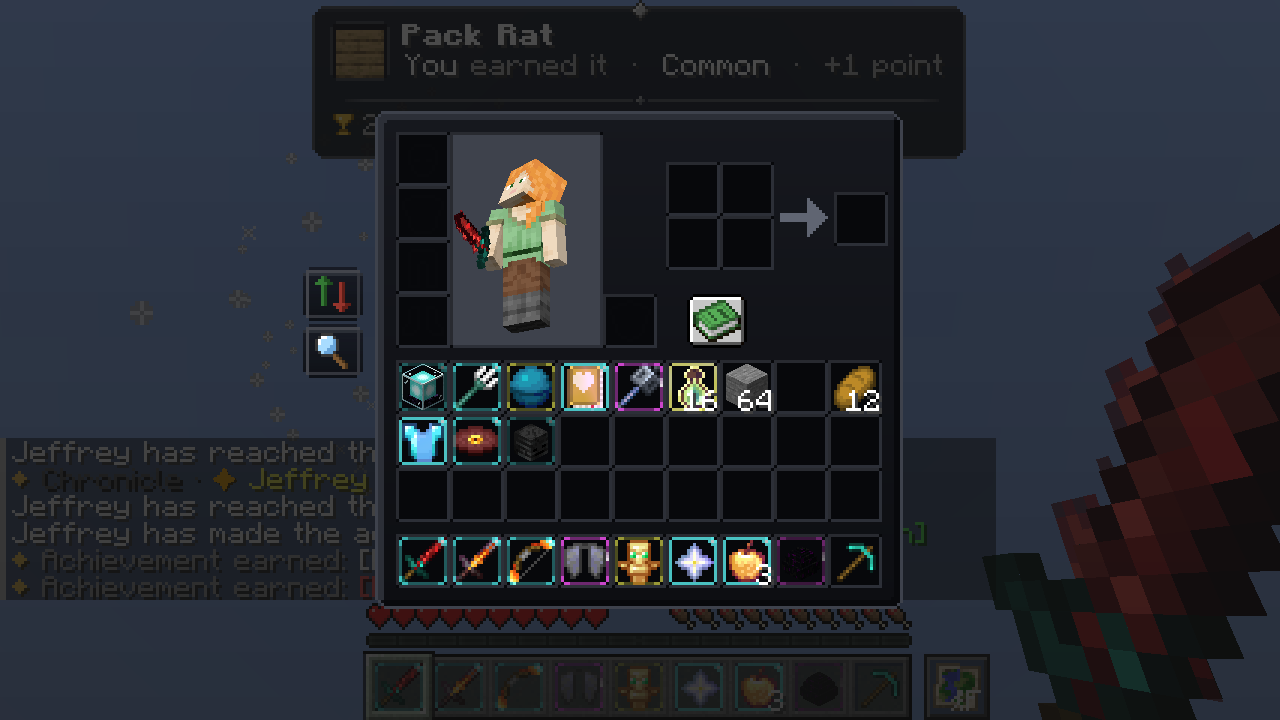 Pack Rat
You earned it · Common · +1 point
2
16
64
12
Jeffrey has reached th
Chronicle · Jeffrey
Jeffrey has reached th
Jeffrey has made the a
Achievement earned: [
Achievement earned: [
3
3